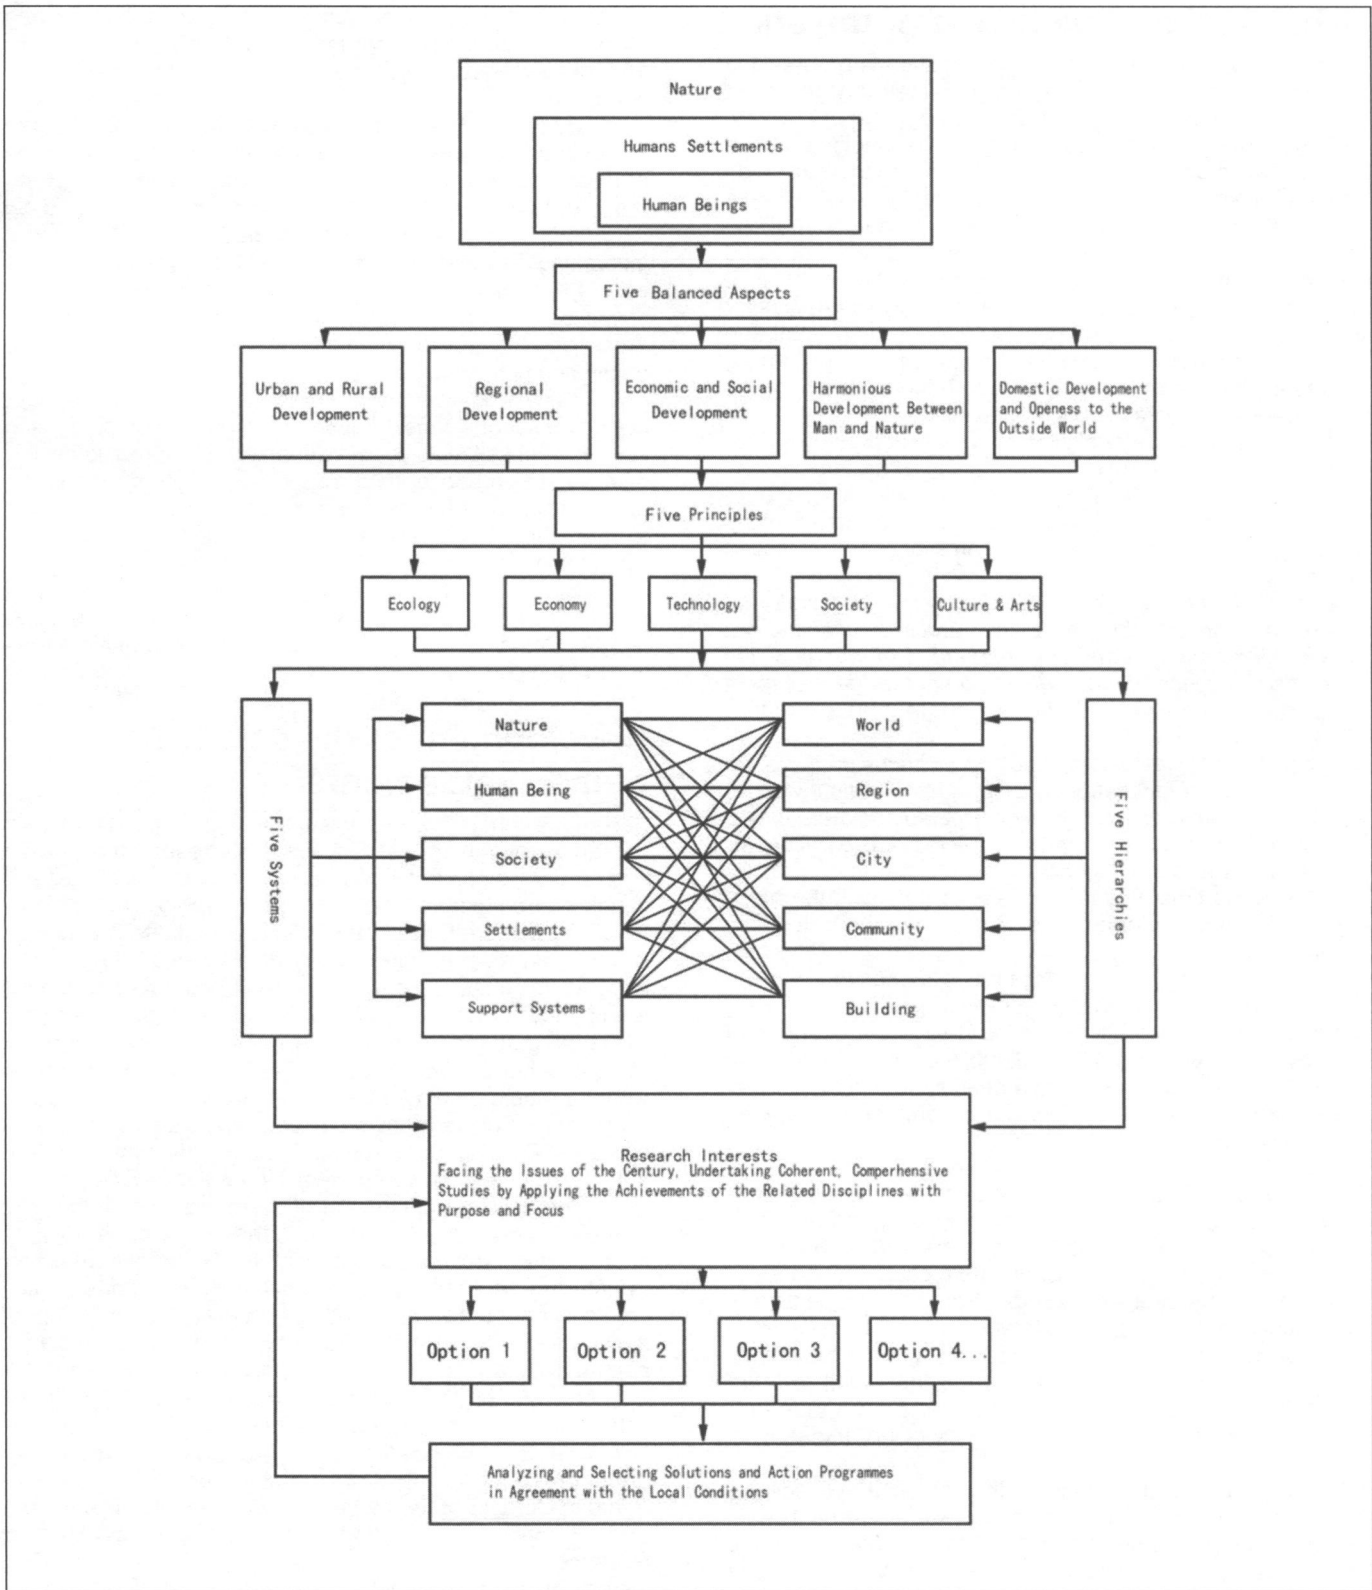 Nature
Humans Settlements
Human Beings
Five Balanced Aspects
Urban and Rural
Development
Regional
Development
Economic and Social
Development
Harmonious
Development Between
Man and Nature
Domestic Development
and Openess to the
Outside World
Five Principles
Ecology
Economy
Technology
Society
Culture & Arts
Five Systems
Nature
Human Being
Society
Settlements
Support Systems
World
Region
City
Community
Building
Five Hierarchies
Research Interests
Facing the Issues of the Century, Undertaking Coherent, Comperhensive
Studies by Applying the Achievements of the Related Disciplines with
Purpose and Focus
Option 1
Option 2
Option 3
Option 4...
Analyzing and Selecting Solutions and Action Programmes
in Agreement with the Local Conditions